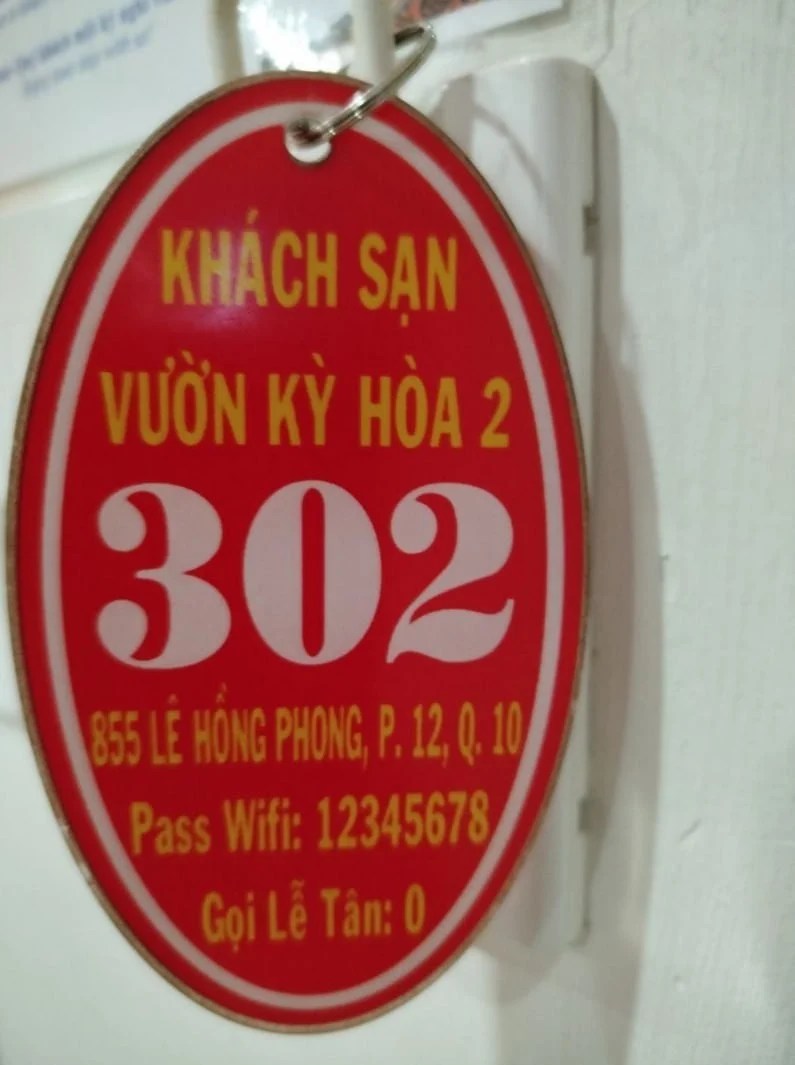 KHÁCH SẠN
VƯỜN KỲ HÒA 2
302
855 LÊ HỒNG PHONG, P. 12, Q. 10
Pass Wifi: 12345678
Gọi Lễ Tân: 0